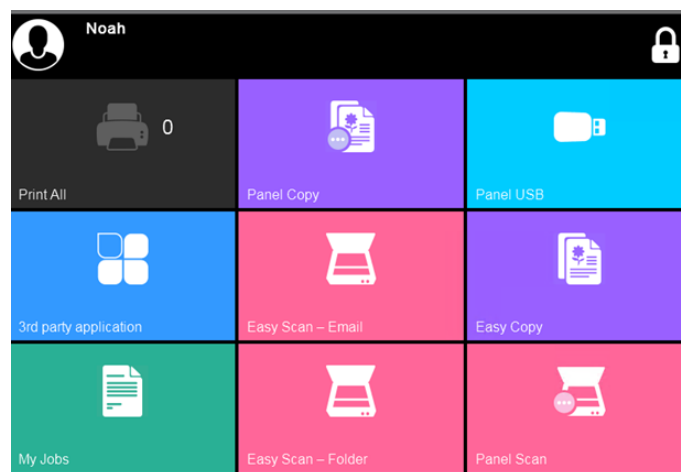 Noah
0
Print All
Panel Copy
Panel USB
3rd party application
Easy Scan – Email
Easy Copy
My Jobs
Easy Scan – Folder
Panel Scan